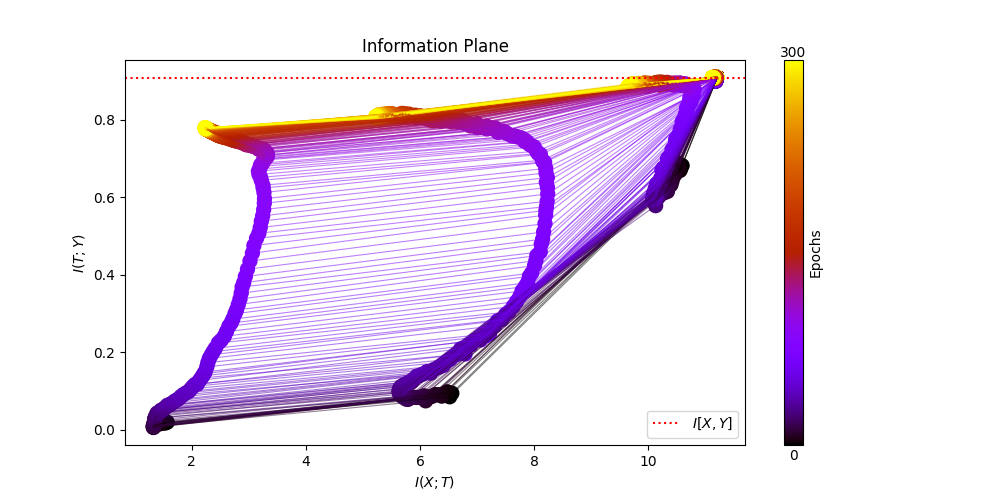 Information Plane
300
0.8
0.6
0.4
0.2
0.0
I(T; Y)
2
4
6
8
10
I(X; T)
I[X, Y]
Epochs
0